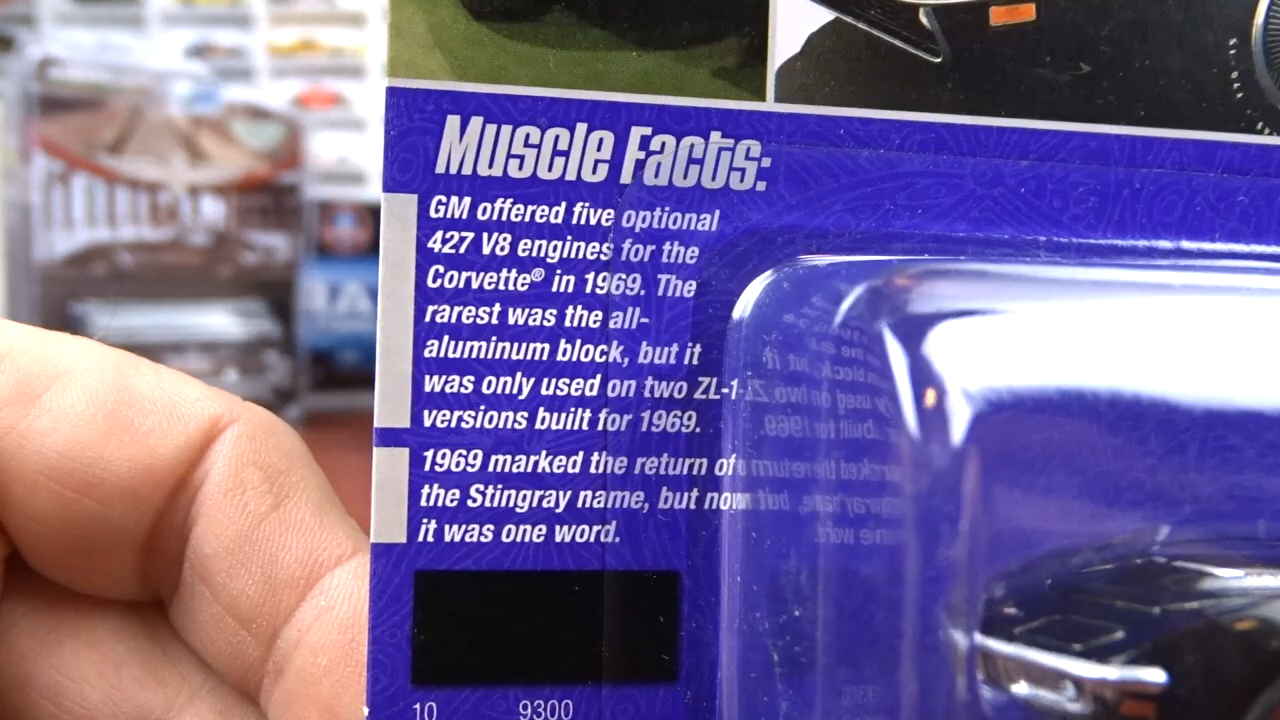 Muscle Facts:
GM offered five optional
427 V8 engines for the
Corvette® in 1969. The
rarest was the all-
aluminum block, but it
was only used on two ZL-1
versions built for 1969.
1969 marked the return of
the Stingray name, but now
it was one word.
10 9300